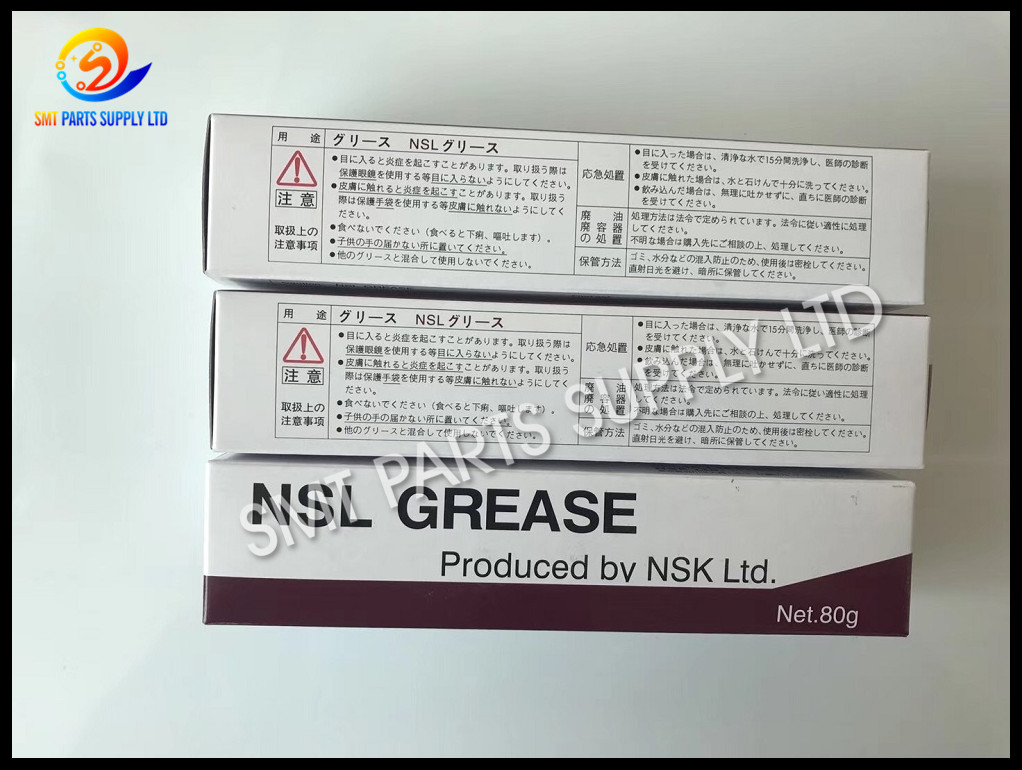 SMT PARTS SUPPLY LTD
用 途 グリース NSLグリース
注意
取扱上の
注意事項
●目に入ると炎症を起こすことがあります。取り扱う際は
保護眼鏡を使用する等目に入らないようにしてください。
●皮膚に触れると炎症を起こすことがあります。取り扱う
際は保護手袋を使用する等皮膚に触れないようにしてく
ださい。
●食べないでください（食べると下痢、嘔吐します）。
●子供の手の届かない所に置いてください。
●他のグリースと混合して使用しないでください。
応急処置
●目に入った場合は、清浄な水で15分間洗浄し、医師の診断
を受けてください。
●皮膚に触れた場合は、水と石けんで十分に洗ってください。
●飲み込んだ場合は、無理に吐かせずに、直ちに医師の診断
を受けてください。
廃油
廃容器
の処置
処理方法は法令で定められています。法令に従い適性に処理
してください。
不明な場合は購入先にご相談の上、処理してください。
保管方法
ゴミ、水分などの混入防止のため、使用後は密栓してください。
直射日光を避け、暗所に保管してください。
用 途 グリース NSLグリース
注意
取扱上の
注意事項
●目に入ると炎症を起こすことがあります。取り扱う際は
保護眼鏡を使用する等目に入らないようにしてください。
●皮膚に触れると炎症を起こすことがあります。取り扱う
際は保護手袋を使用する等皮膚に触れないようにしてく
ださい。
●食べないでください（食べると下痢、嘔吐します）。
●子供の手の届かない所に置いてください。
●他のグリースと混合して使用しないでください。
応急処置
●目に入った場合は、清浄な水で15分間洗浄し、医師の診断
を受けてください。
●皮膚に触れた場合は、水と石けんで十分に洗ってください。
●飲み込んだ場合は、無理に吐かせずに、直ちに医師の診断
を受けてください。
廃油
廃容器
の処置
処理方法は法令で定められています。法令に従い適性に処理
してください。
不明な場合は購入先にご相談の上、処理してください。
保管方法
ゴミ、水分などの混入防止のため、使用後は密栓してください。
直射日光を避け、暗所に保管してください。
SMT PARTS SUPPLY LTD
NSL GREASE
Produced by NSK Ltd.
Net.80g